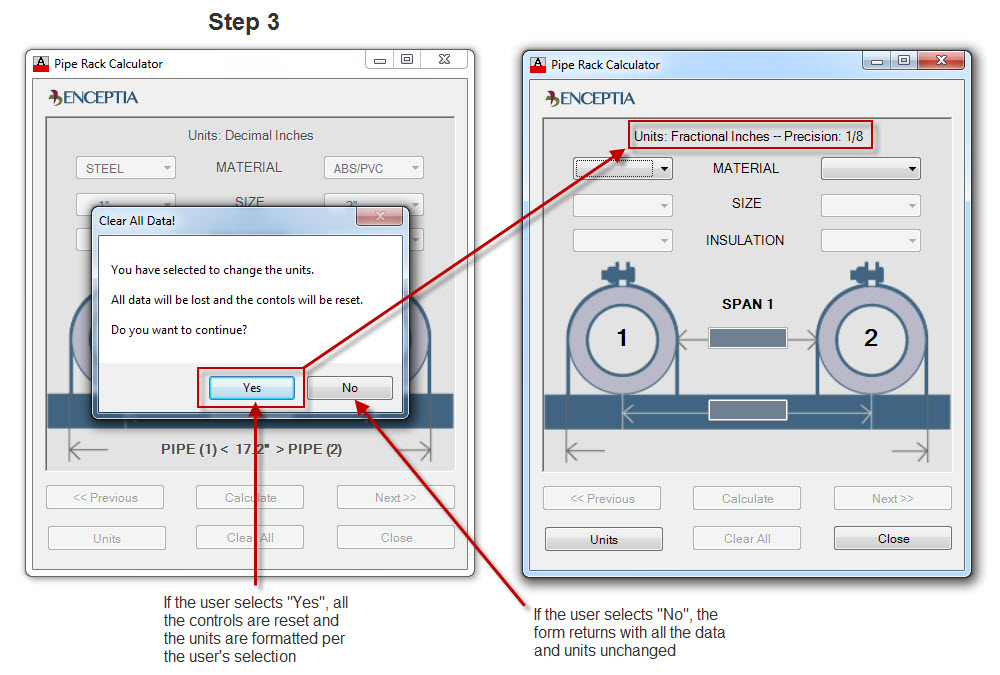 Step 3
Pipe Rack Calculator
ENCEPTIA
Units: Decimal Inches
STEEL MATERIAL ABS/PVC
1" SIZE 2"
Clear All Data!
You have selected to change the units.
All data will be lost and the contols will be reset.
Do you want to continue?
Yes No
PIPE (1) < 17.2" > PIPE (2)
<< Previous Calculate Next >>
Units Clear All Close
If the user selects "Yes", all
the controls are reset and
the units are formatted per
the user's selection
Pipe Rack Calculator
ENCEPTIA
Units: Fractional Inches -- Precision: 1/8
MATERIAL
SIZE
INSULATION
SPAN 1
1 2
<< Previous Calculate Next >>
Units Clear All Close
If the user selects "No", the
form returns with all the data
and units unchanged